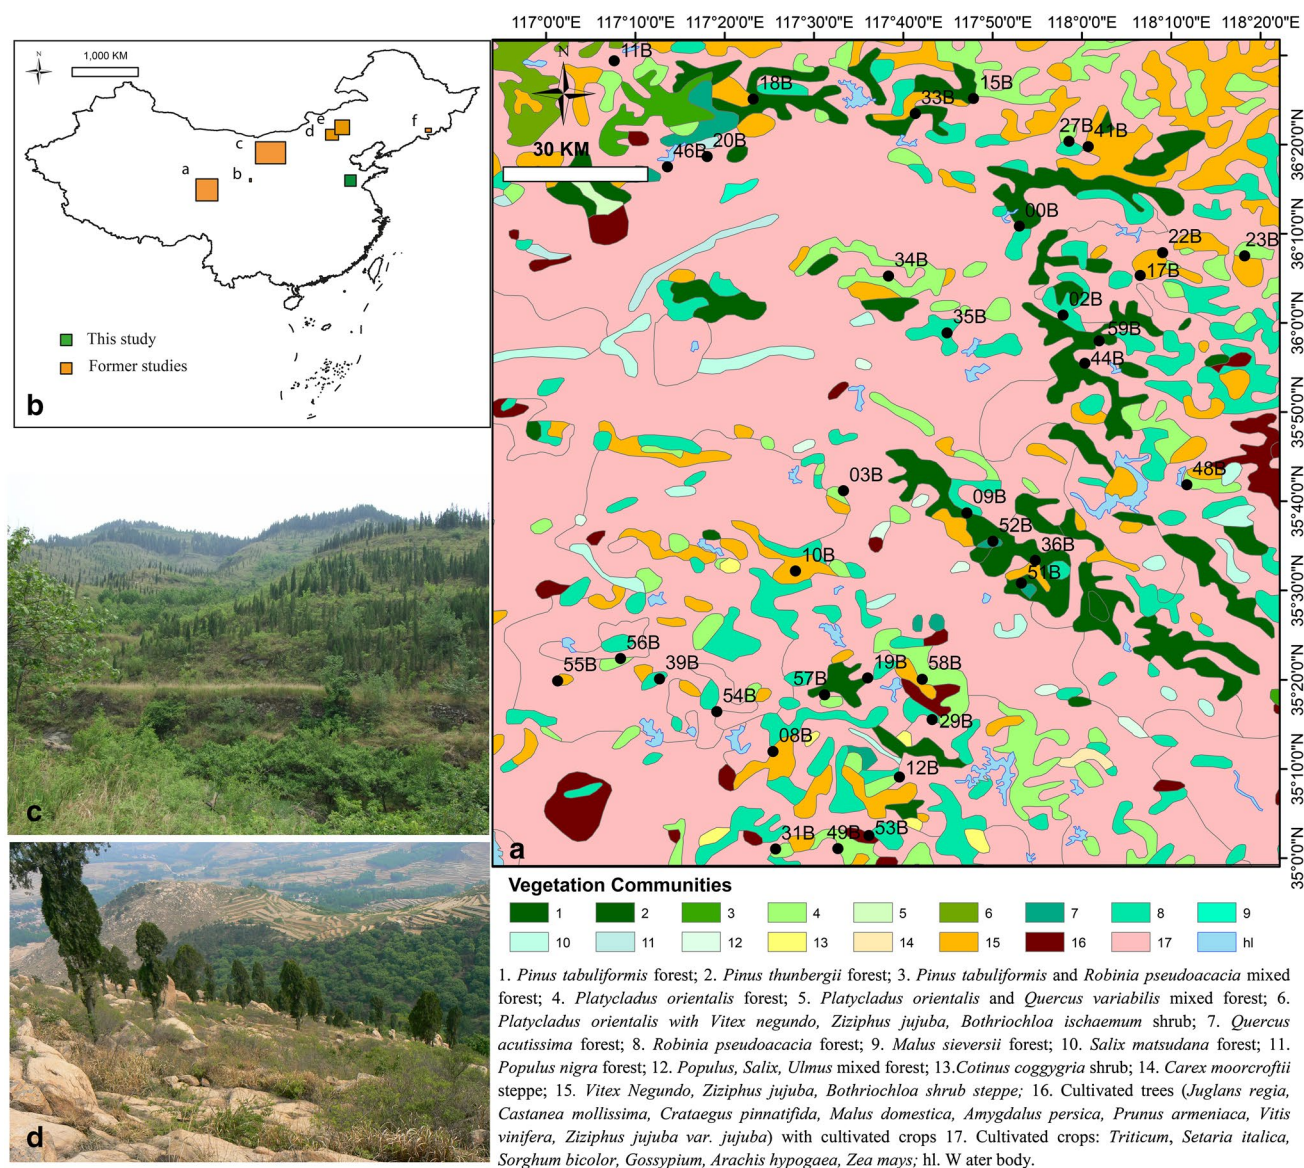 117°0'0"E 117°10'0"E 117°20'0"E 117°30'0"E 117°40'0"E 117°50'0"E 118°0'0"E 118°10'0"E 118°20'0"E
N
1,000 KM
a
b
c
d
e
f
This study
Former studies
b
N
30 KM
11B
18B
33B
15B
27B
41B
20B
46B
00B
22B
23B
17B
34B
02B
35B
59B
44B
03B
48B
09B
52B
36B
10B
51B
56B
55B
39B
57B
19B
58B
54B
29B
08B
12B
31B
49B
53B
a
36°20'0"N
36°10'0"N
36°0'0"N
35°50'0"N
35°40'0"N
35°30'0"N
35°20'0"N
35°10'0"N
35°0'0"N
c
d
Vegetation Communities
1 2 3 4 5 6 7 8 9
10 11 12 13 14 15 16 17 hl
1. Pinus tabuliformis forest; 2. Pinus thunbergii forest; 3. Pinus tabuliformis and Robinia pseudoacacia mixed
forest; 4. Platycladus orientalis forest; 5. Platycladus orientalis and Quercus variabilis mixed forest; 6.
Platycladus orientalis with Vitex negundo, Ziziphus jujuba, Bothriochloa ischaemum shrub; 7. Quercus
acutissima forest; 8. Robinia pseudoacacia forest; 9. Malus sieversii forest; 10. Salix matsudana forest; 11.
Populus nigra forest; 12. Populus, Salix, Ulmus mixed forest; 13.Cotinus coggygria shrub; 14. Carex moorcroftii
steppe; 15. Vitex Negundo, Ziziphus jujuba, Bothriochloa shrub steppe; 16. Cultivated trees (Juglans regia,
Castanea mollissima, Crataegus pinnatifida, Malus domestica, Amygdalus persica, Prunus armeniaca, Vitis
vinifera, Ziziphus jujuba var. jujuba) with cultivated crops 17. Cultivated crops: Triticum, Setaria italica,
Sorghum bicolor, Gossypium, Arachis hypogaea, Zea mays; hl. W ater body.